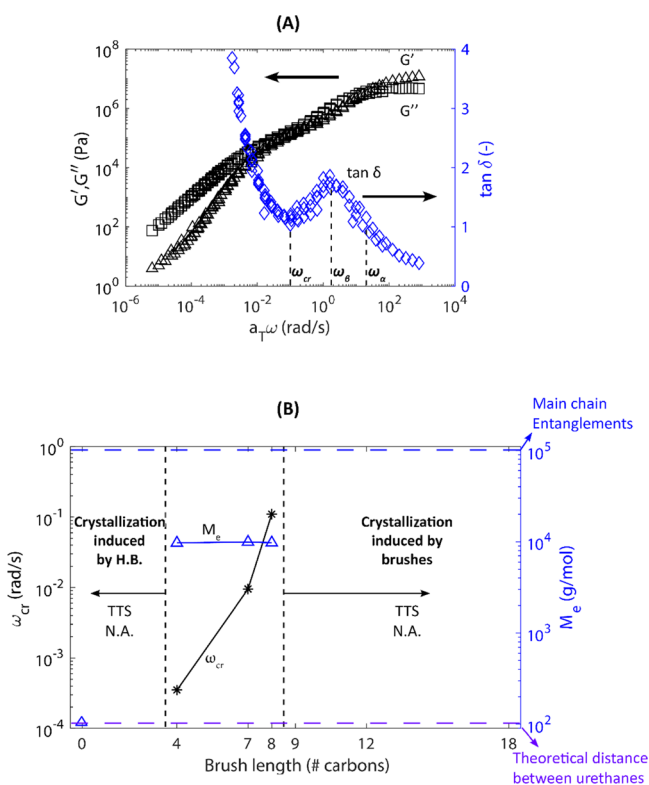 (A)
10^8
10^6
10^4
10^2
10^0
G',G'' (Pa)
4
3
2
1
0
tan δ (-)
G'
G''
tan δ
ω_cr
ω_β
ω_α
10^-6
10^-4
10^-2
10^0
10^2
10^4
a_Tω (rad/s)
(B)
Main chain
Entanglements
10^0
10^-1
10^-2
10^-3
10^-4
ω_cr (rad/s)
10^5
10^4
10^3
10^2
M_e (g/mol)
Crystallization
induced
by H.B.
TTS
N.A.
M_e
ω_cr
Crystallization
induced by
brushes
TTS
N.A.
0
4
7
8
9
12
18
Brush length (# carbons)
Theoretical distance
between urethanes